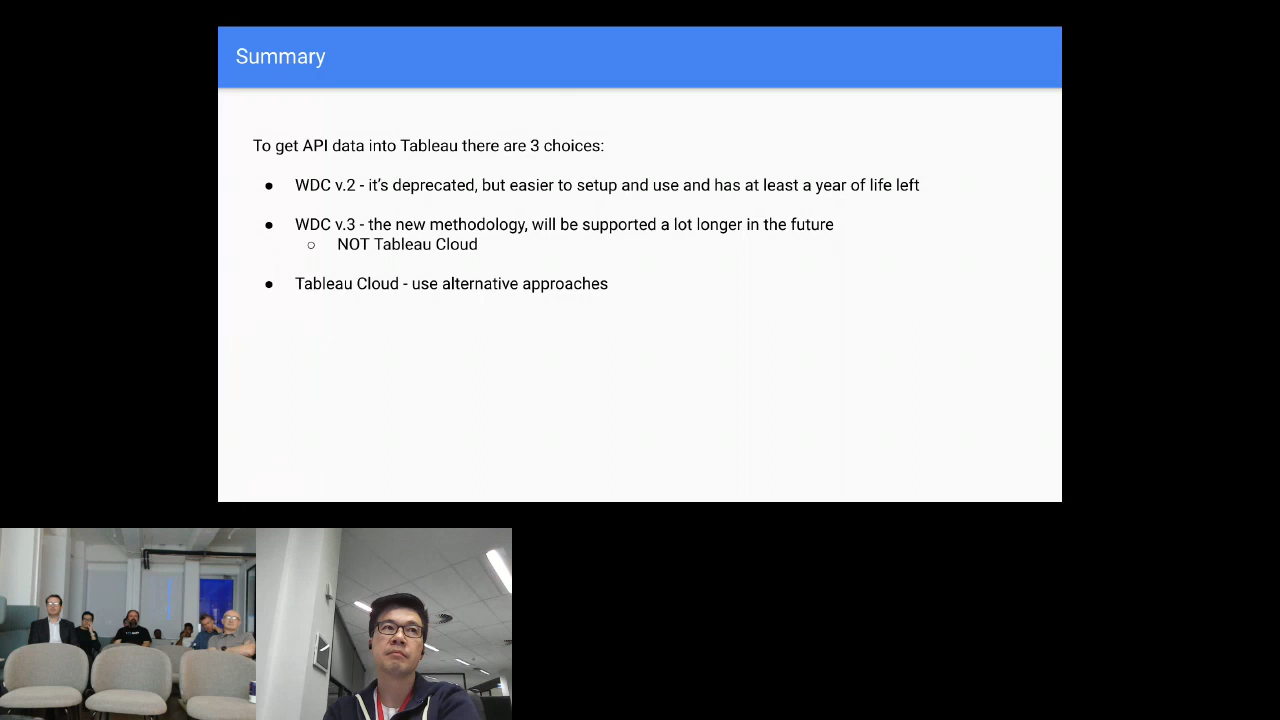 Summary
To get API data into Tableau there are 3 choices:
● WDC v.2 - it's deprecated, but easier to setup and use and has at least a year of life left
● WDC v.3 - the new methodology, will be supported a lot longer in the future
○ NOT Tableau Cloud
● Tableau Cloud - use alternative approaches